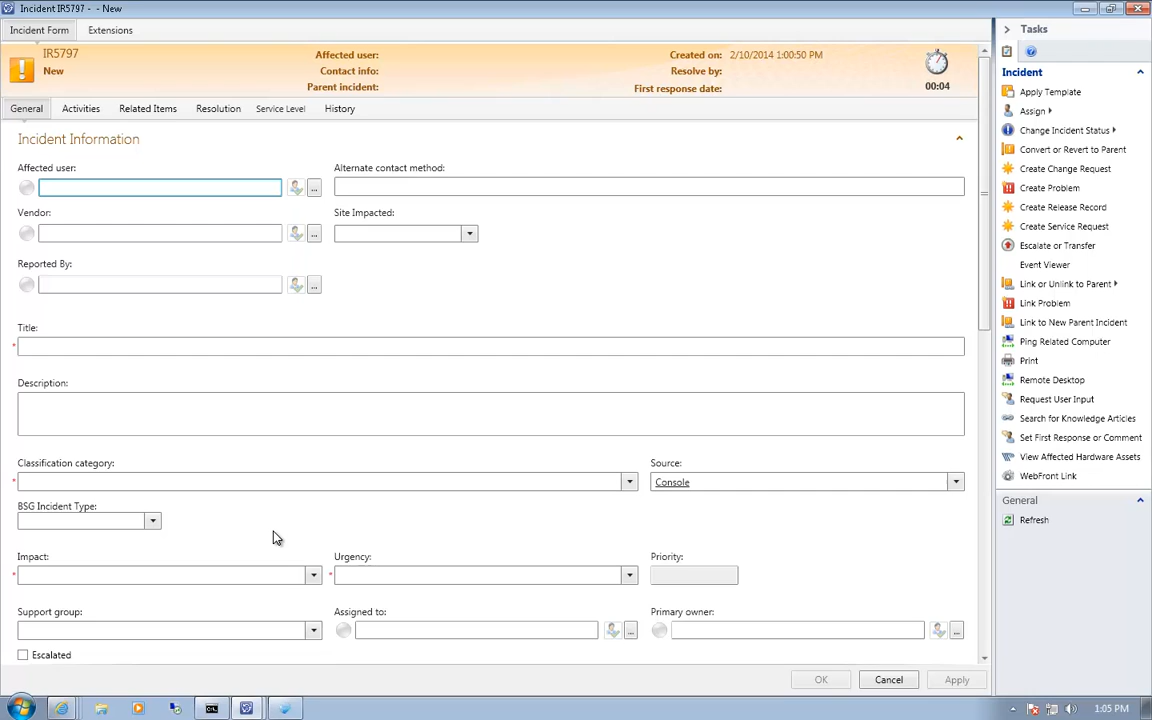 Incident IR5797 - - New
Incident Form
Extensions
IR5797
New
Affected user:
Contact info:
Parent incident:
Created on: 2/10/2014 1:00:50 PM
Resolve by:
First response date:
00:04
General
Activities
Related Items
Resolution
Service Level
History
Incident Information
Affected user:
Alternate contact method:
...
Vendor:
Site Impacted:
...
Reported By:
...
Title:
*
Description:
Classification category:
Source:
*
Console
BSG Incident Type:
Impact:
Urgency:
Priority:
*
*
Support group:
Assigned to:
Primary owner:
...
...
Escalated
OK
Cancel
Apply
Tasks
Incident
Apply Template
Assign
Change Incident Status
Convert or Revert to Parent
Create Change Request
Create Problem
Create Release Record
Create Service Request
Escalate or Transfer
Event Viewer
Link or Unlink to Parent
Link Problem
Link to New Parent Incident
Ping Related Computer
Print
Remote Desktop
Request User Input
Search for Knowledge Articles
Set First Response or Comment
View Affected Hardware Assets
WebFront Link
General
Refresh
1:05 PM